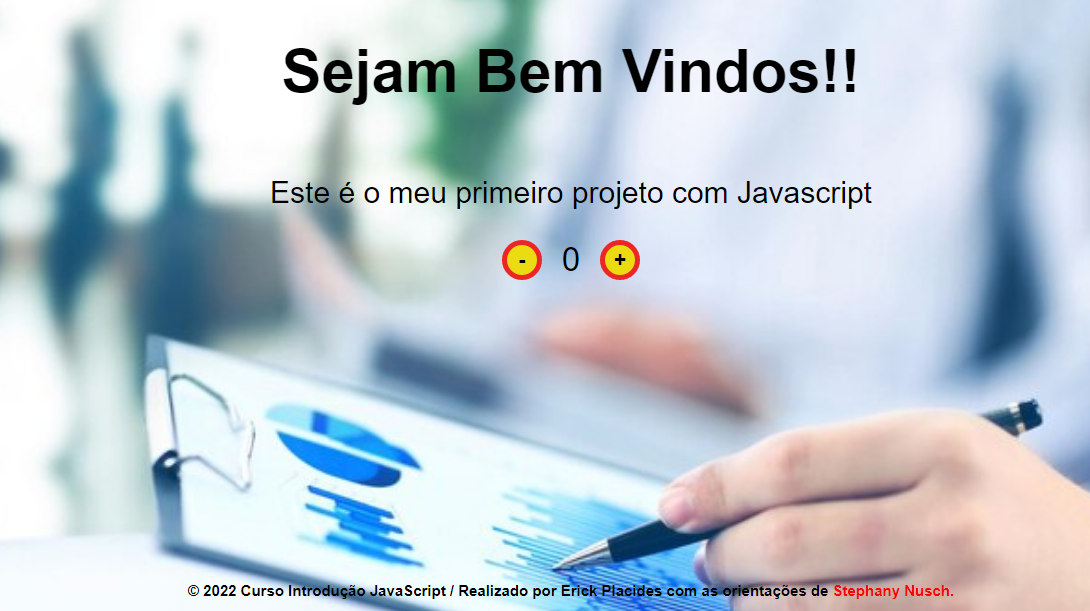 Sejam Bem Vindos!!
Este é o meu primeiro projeto com Javascript
- 0 +
© 2022 Curso Introdução JavaScript / Realizado por Erick Placides com as orientações de Stephany Nusch.